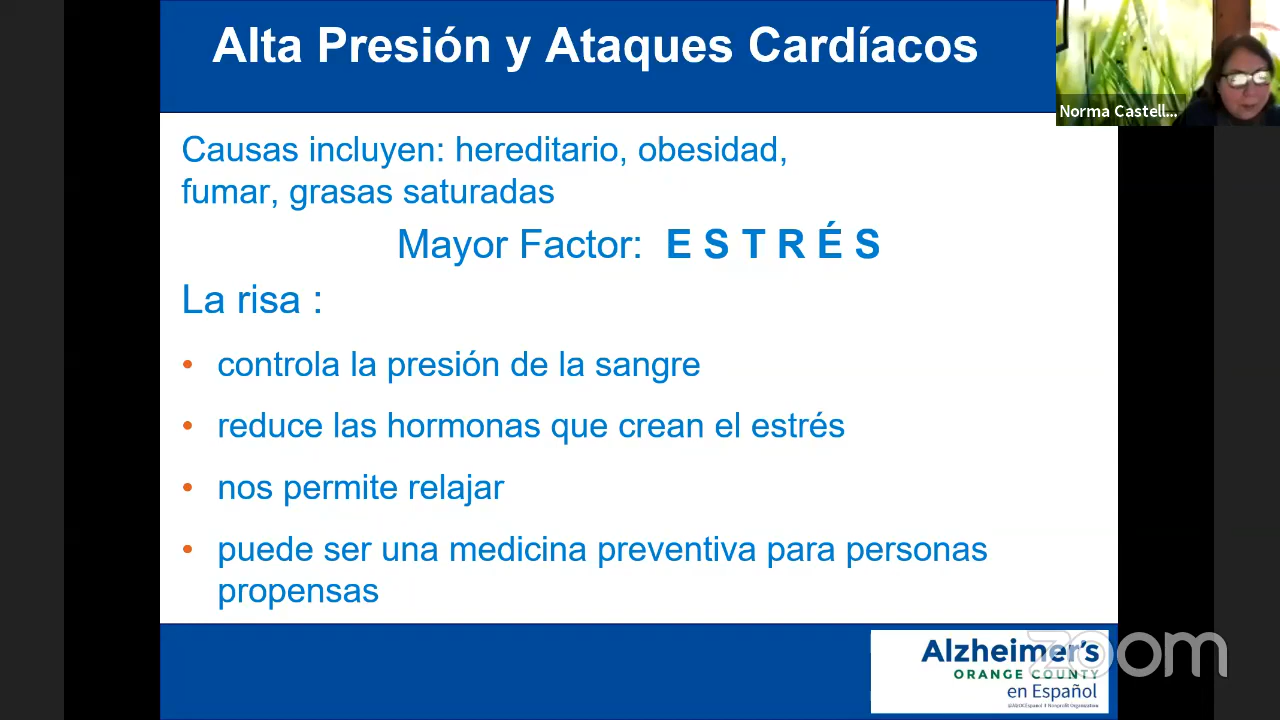 Alta Presión y Ataques Cardíacos
Norma Castell...
Causas incluyen: hereditario, obesidad,
fumar, grasas saturadas
Mayor Factor: E S T R É S
La risa :
• controla la presión de la sangre
• reduce las hormonas que crean el estrés
• nos permite relajar
• puede ser una medicina preventiva para personas
propensas
Alzheimer's
ORANGE COUNTY
en Español
zoom